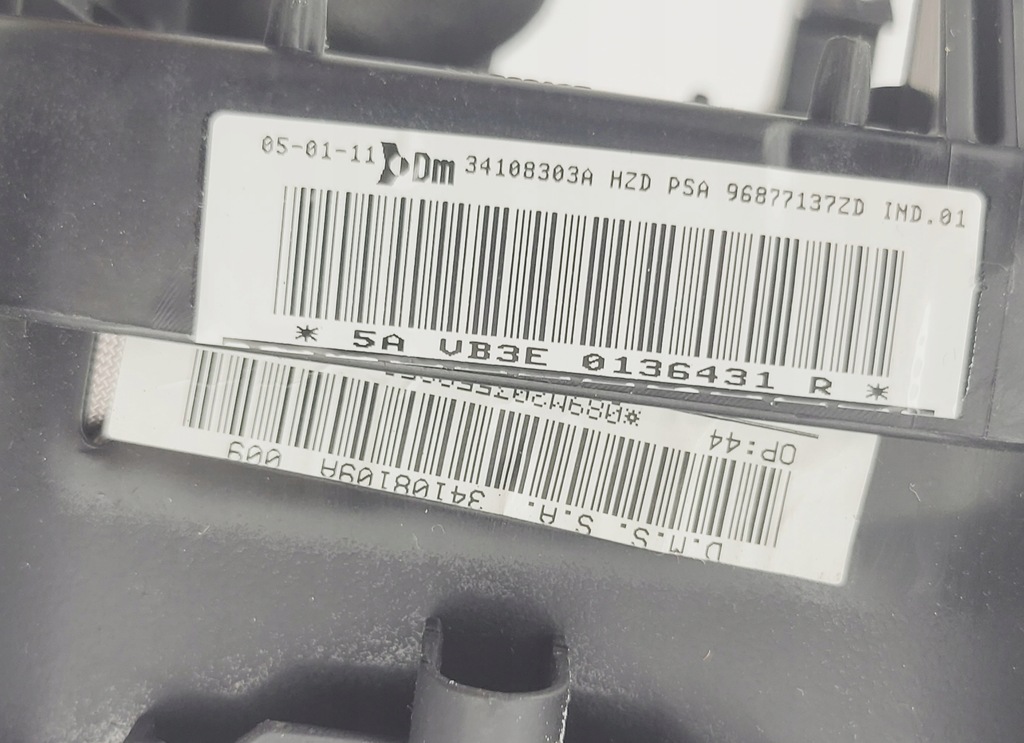 05-01-11 Dm 34108303A HZD PSA 96877137ZD IND.01
* 5A VB3E 0136431 R *
OP:44
D.M.S. S.A. 34108109A 009